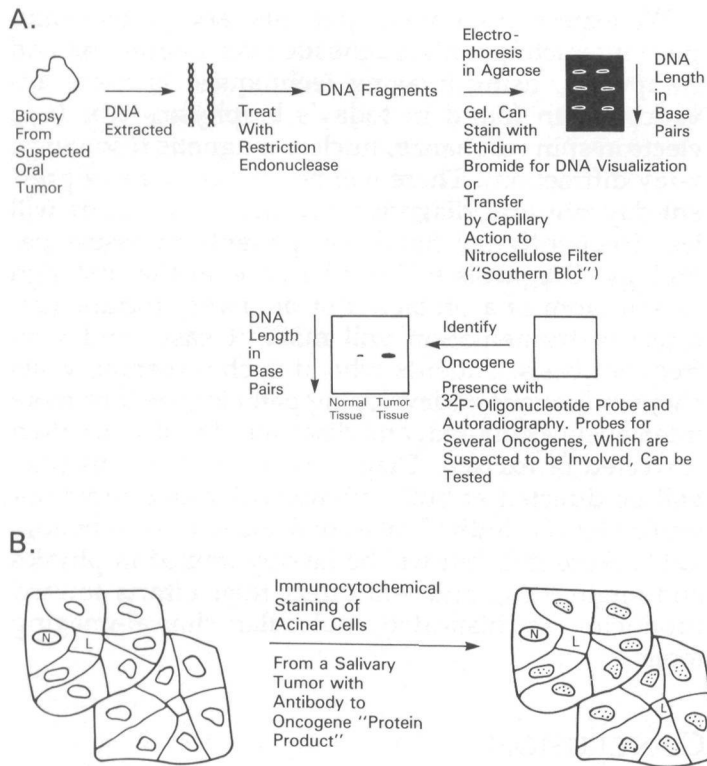 A.
Biopsy
From
Suspected
Oral
Tumor
DNA
Extracted
Treat
With
Restriction
Endonuclease
DNA Fragments
Electro-
phoresis
in Agarose
Gel. Can
Stain with
Ethidium
Bromide for DNA Visualization
or
Transfer
by Capillary
Action to
Nitrocellulose Filter
("Southern Blot")
DNA
Length
in
Base
Pairs
DNA
Length
in
Base
Pairs
Normal
Tissue
Tumor
Tissue
Identify
Oncogene
Presence with
32P-Oligonucleotide Probe and
Autoradiography. Probes for
Several Oncogenes, Which are
Suspected to be Involved, Can be
Tested
B.
N
L
L
Immunocytochemical
Staining of
Acinar Cells
From a Salivary
Tumor with
Antibody to
Oncogene "Protein
Product"
N
L
L